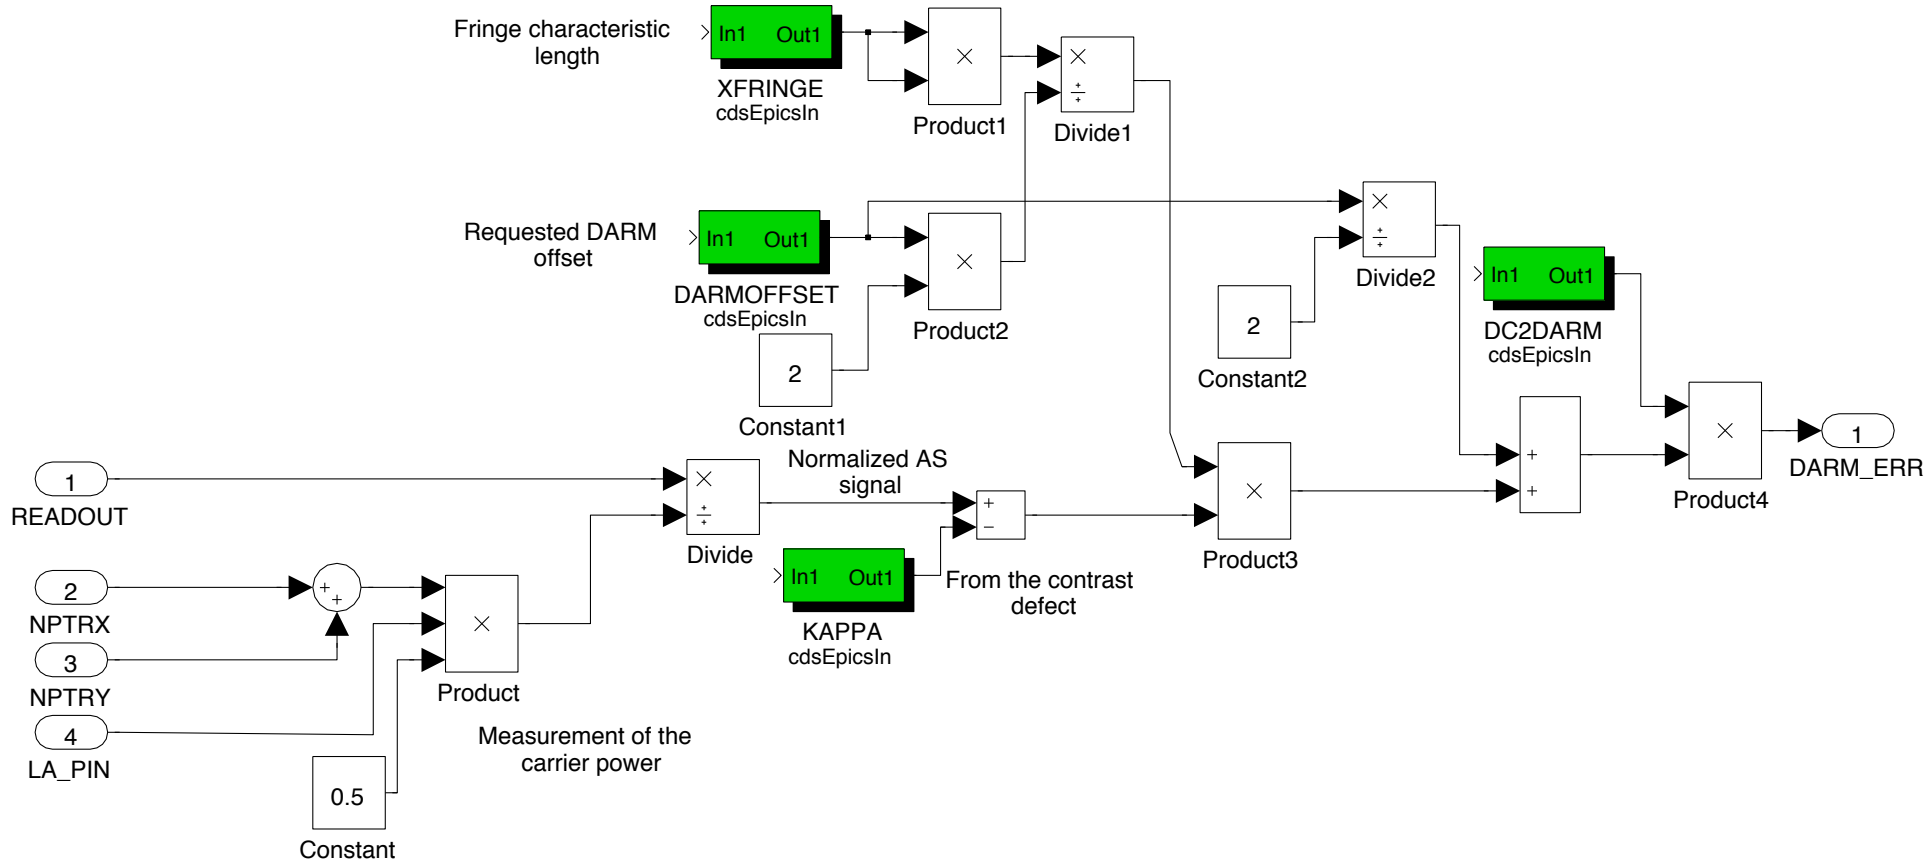 Fringe characteristic
length
In1 Out1
XFRINGE
cdsEpicsIn
×
Product1
×
÷
Divide1
Requested DARM
offset
In1 Out1
DARMOFFSET
cdsEpicsIn
×
Product2
2
Constant1
×
÷
Divide2
2
Constant2
In1 Out1
DC2DARM
cdsEpicsIn
×
Product4
1
DARM_ERR
+
+
1
READOUT
×
÷
Divide
Normalized AS
signal
+
−
×
Product3
In1 Out1
KAPPA
cdsEpicsIn
From the contrast
defect
2
NPTRX
+
+
3
NPTRY
4
LA_PIN
×
Product
Measurement of the
carrier power
0.5
Constant